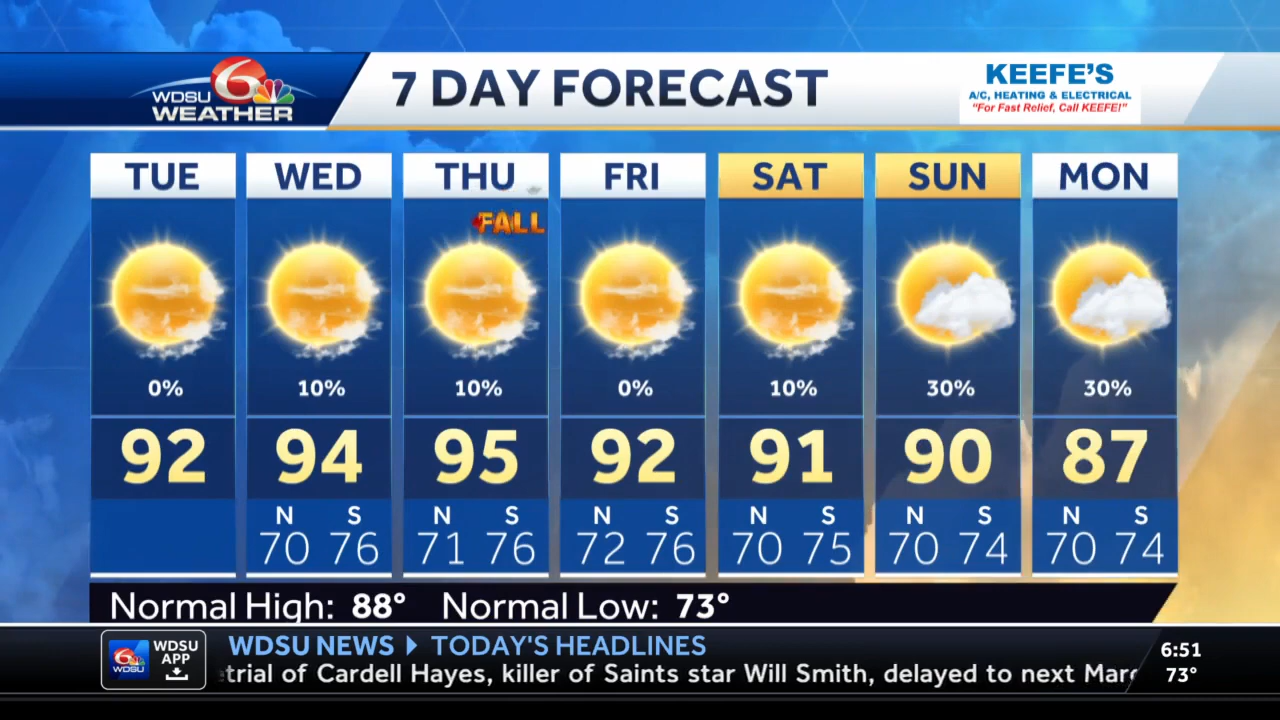 WDSU 6
WEATHER
7 DAY FORECAST
KEEFE'S
A/C, HEATING & ELECTRICAL
"For Fast Relief, Call KEEFE!"
TUE WED THU FRI SAT SUN MON
FALL
0% 10% 10% 0% 10% 30% 30%
92 94 95 92 91 90 87
N S N S N S N S N S N S
70 76 71 76 72 76 70 75 70 74 70 74
Normal High: 88° Normal Low: 73°
6 WDSU
WDSU
APP
WDSU NEWS TODAY'S HEADLINES
etrial of Cardell Hayes, killer of Saints star Will Smith, delayed to next Marc
6:51
73°